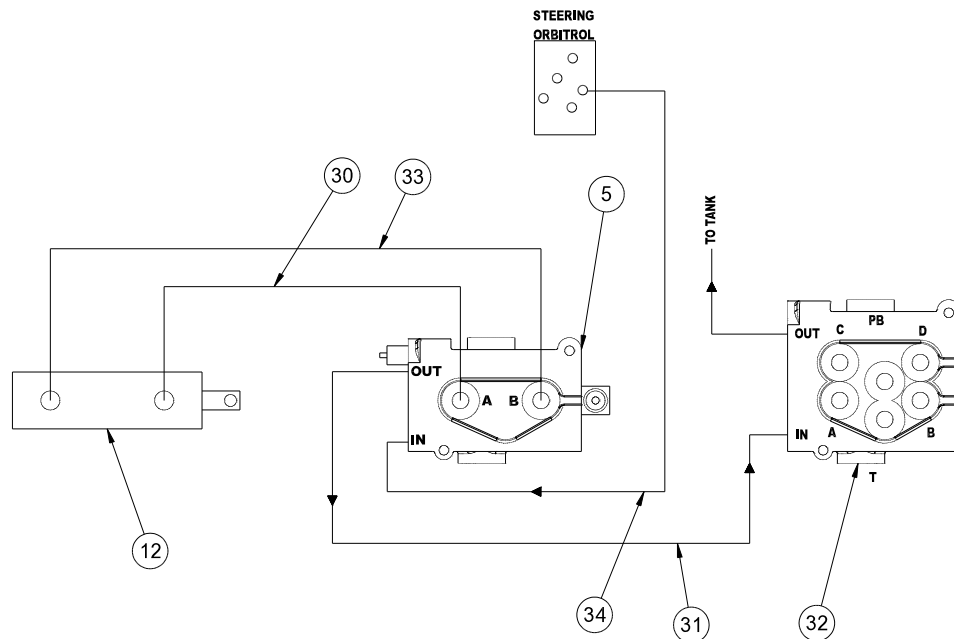 STEERING
ORBITROL
30
33
5
TO TANK
OUT
C
PB
D
OUT
A
B
IN
IN
A
B
T
12
34
31
32